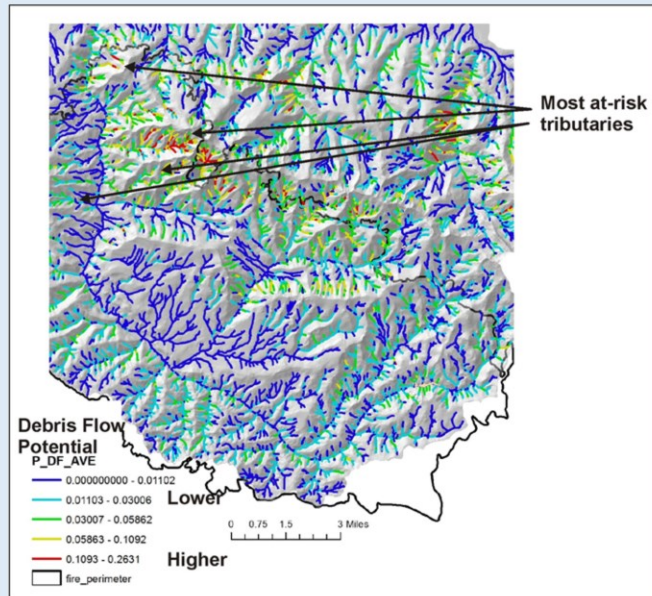 Most at-risk
tributaries
Debris Flow
Potential
P_DF_AVE
0.000000000 - 0.01102
0.01103 - 0.03006
Lower
0.03007 - 0.05862
0.05863 - 0.1092
0.1093 - 0.2631
Higher
fire_perimeter
0 0.75 1.5 3 Miles